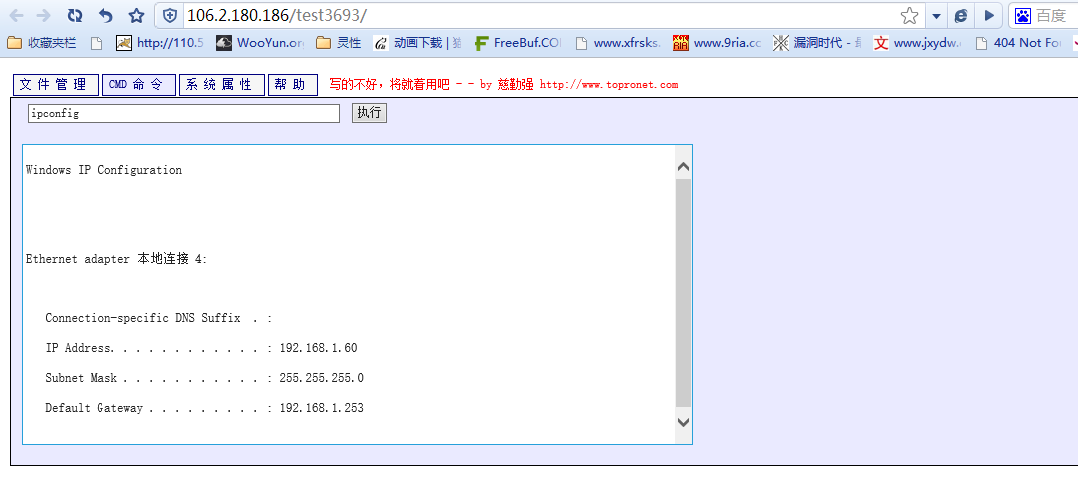 106.2.180.186/test3693/
百度
收藏夹栏 http://110.5 WooYun.or 灵性 动画下载 | 猫 FreeBuf.CO www.xfrsks. www.9ria.cc 漏洞时代 - 最 www.jxydw. 404 Not Fo
文 件 管 理 CMD 命 令 系 统 属 性 帮 助 写的不好，将就着用吧 - - by 慈勤强 http://www.topronet.com
ipconfig 执行
Windows IP Configuration
Ethernet adapter 本地连接 4:
Connection-specific DNS Suffix . :
IP Address. . . . . . . . . . . . : 192.168.1.60
Subnet Mask . . . . . . . . . . . : 255.255.255.0
Default Gateway . . . . . . . . . : 192.168.1.253